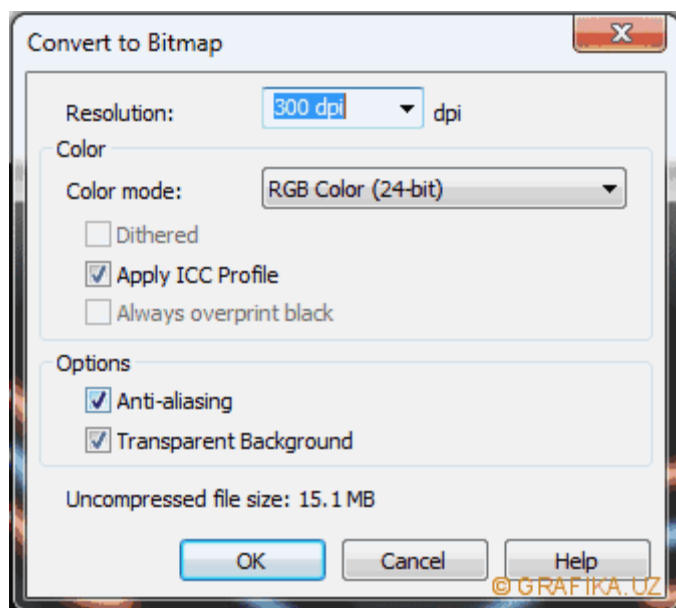 Convert to Bitmap
Resolution: 300 dpi dpi
Color
Color mode: RGB Color (24-bit)
Dithered
Apply ICC Profile
Always overprint black
Options
Anti-aliasing
Transparent Background
Uncompressed file size: 15.1 MB
OK Cancel Help
© GRAFIKA.UZ